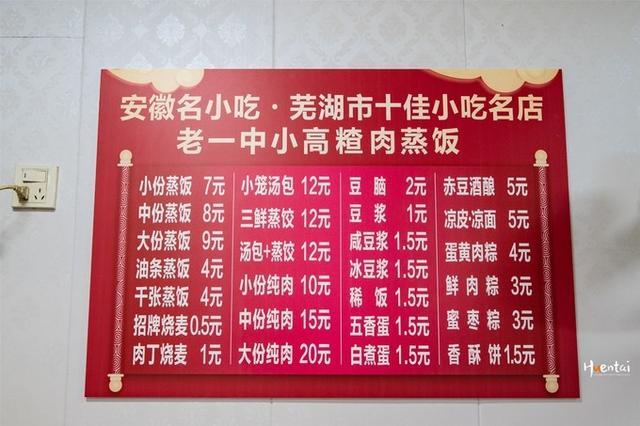 安徽名小吃·芜湖市十佳小吃名店
老一中小高糌肉蒸饭
小份蒸饭 7元
中份蒸饭 8元
大份蒸饭 9元
油条蒸饭 4元
干张蒸饭 4元
招牌烧麦 0.5元
肉丁烧麦 1元
小笼汤包 12元
三鲜蒸饺 12元
汤包+蒸饺 12元
小份纯肉 10元
中份纯肉 15元
大份纯肉 20元
豆脑 2元
豆浆 1元
咸豆浆 1.5元
冰豆浆 1.5元
稀饭 1.5元
五香蛋 1.5元
白煮蛋 1.5元
赤豆酒酿 5元
凉皮·凉面 5元
蛋黄肉粽 4元
鲜肉粽 3元
蜜枣粽 3元
香酥饼 1.5元
Huentai